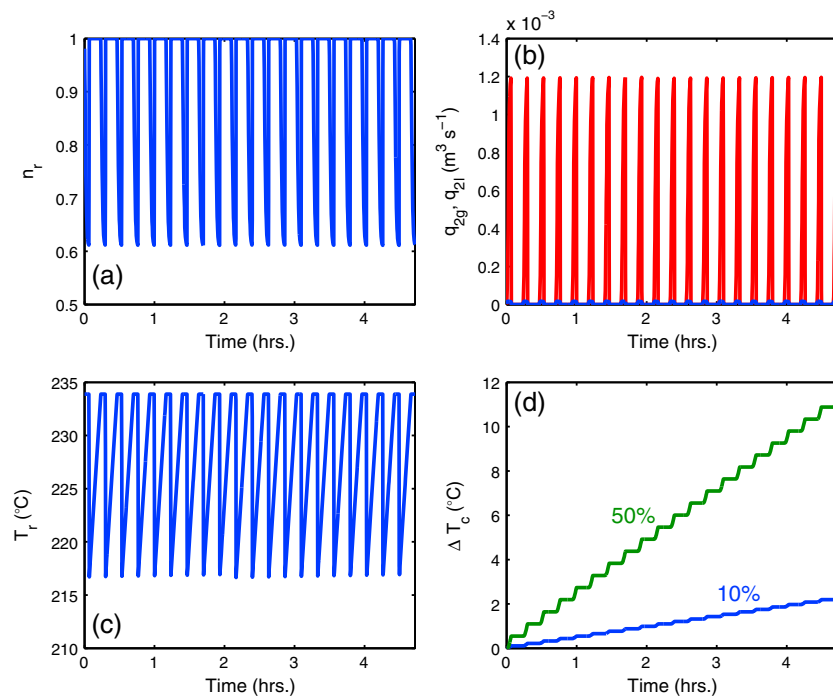 x 10⁻³
1
0.9
0.8
0.7
0.6
0.5
n_r
(a)
0 1 2 3 4
Time (hrs.)
1.4
1.2
1
0.8
0.6
0.4
0.2
0
q_2g, q_2l (m³ s⁻¹)
(b)
0 1 2 3 4
Time (hrs.)
235
230
225
220
215
210
T_r (°C)
(c)
0 1 2 3 4
Time (hrs.)
12
10
8
6
4
2
0
Δ T_c (°C)
(d)
50%
10%
0 1 2 3 4
Time (hrs.)